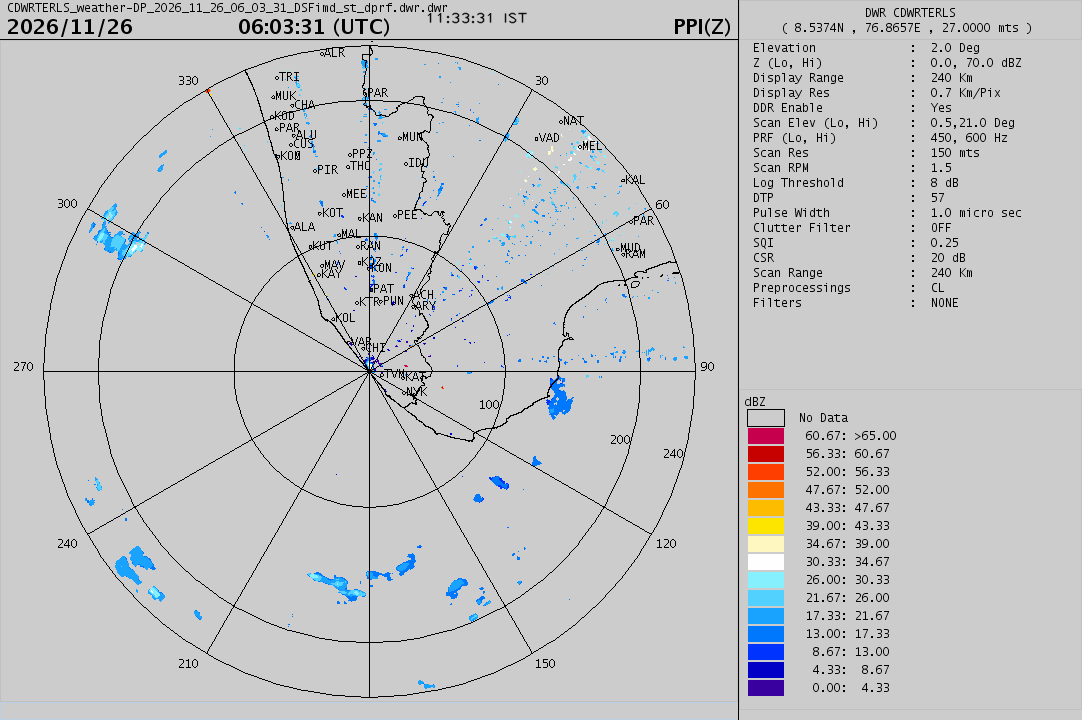 CDWRTERLS_weather-DP_2026_11_26_06_03_31_DSFimd_st_dprf.dwr.dwr
11:33:31 IST
2026/11/26 06:03:31 (UTC) PPI(Z)
DWR CDWRTERLS
( 8.5374N , 76.8657E , 27.0000 mts )
Elevation : 2.0 Deg
Z (Lo, Hi) : 0.0, 70.0 dBZ
Display Range : 240 Km
Display Res : 0.7 Km/Pix
DDR Enable : Yes
Scan Elev (Lo, Hi) : 0.5,21.0 Deg
PRF (Lo, Hi) : 450, 600 Hz
Scan Res : 150 mts
Scan RPM : 1.5
Log Threshold : 8 dB
DTP : 57
Pulse Width : 1.0 micro sec
Clutter Filter : OFF
SQI : 0.25
CSR : 20 dB
Scan Range : 240 Km
Preprocessings : CL
Filters : NONE
dBZ
No Data
60.67: >65.00
56.33: 60.67
52.00: 56.33
47.67: 52.00
43.33: 47.67
39.00: 43.33
34.67: 39.00
30.33: 34.67
26.00: 30.33
21.67: 26.00
17.33: 21.67
13.00: 17.33
8.67: 13.00
4.33: 8.67
0.00: 4.33
ALR
TRI
330
30
MUK
PAR
CHA
KOD
NAT
PAR
ALU
MUN
VAD
CUS
MEL
KOM
PPZ
THO
IDU
PIR
KAL
MEE
300
60
KOT
KAN
PEE
PAR
ALA
MAL
KUT
RAN
MUD
RAM
MAV
KOZ
KON
KAY
PAT
ACH
KTR
PUN
ARY
KOL
VAR
CHI
270
90
TVM
KAT
NYK
100
200
240
240
120
210
150